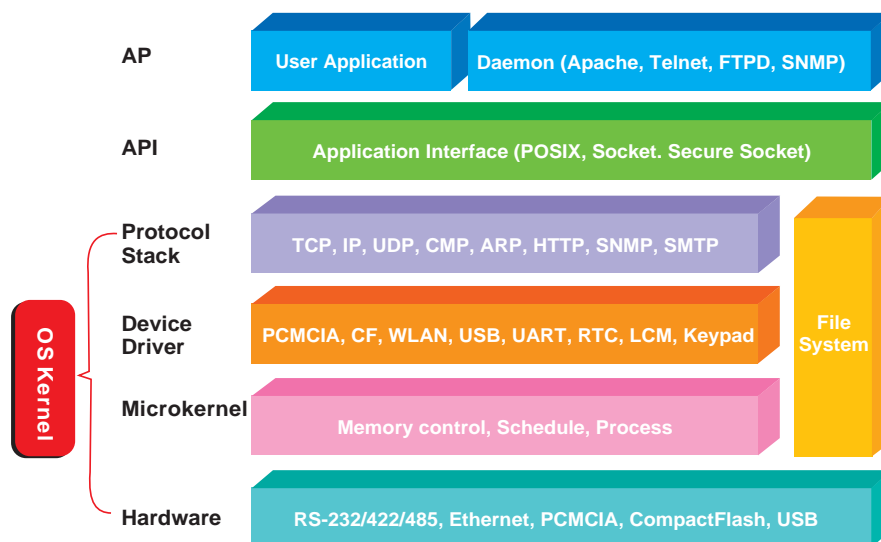 AP
User Application
Daemon (Apache, Telnet, FTPD, SNMP)
API
Application Interface (POSIX, Socket. Secure Socket)
Protocol
Stack
TCP, IP, UDP, CMP, ARP, HTTP, SNMP, SMTP
OS Kernel
Device
Driver
PCMCIA, CF, WLAN, USB, UART, RTC, LCM, Keypad
File
System
Microkernel
Memory control, Schedule, Process
Hardware
RS-232/422/485, Ethernet, PCMCIA, CompactFlash, USB